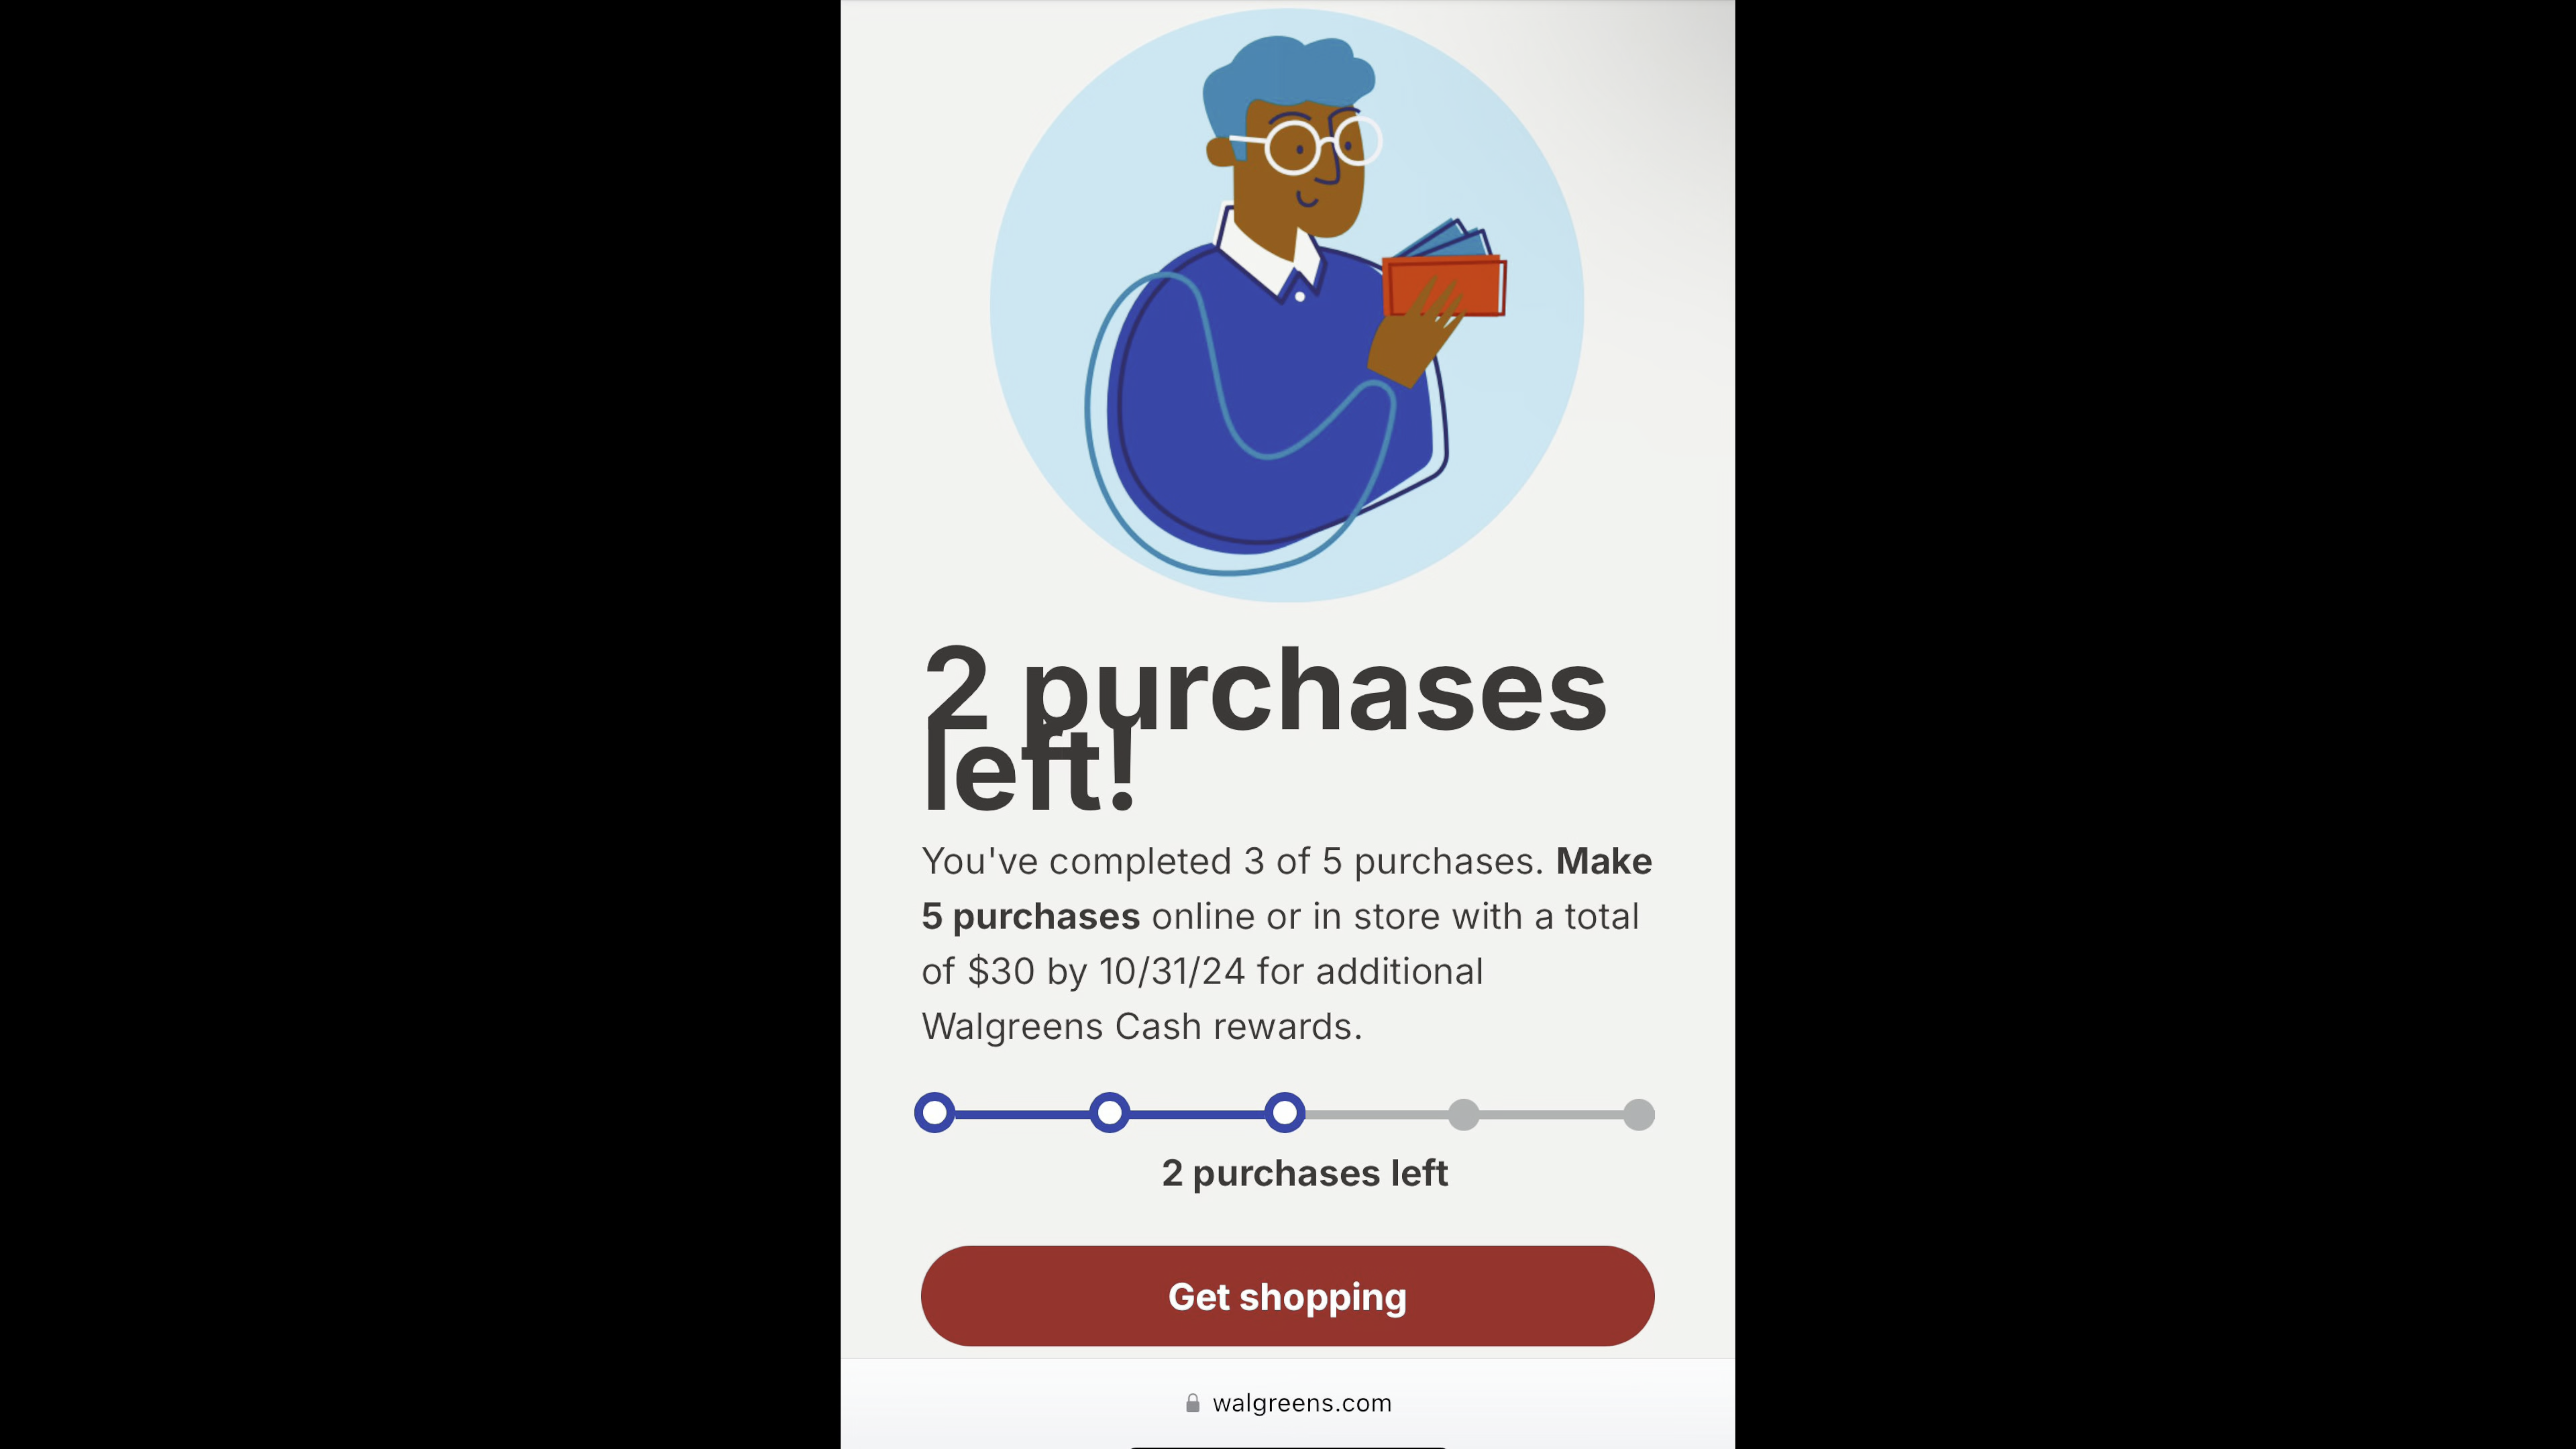 2 purchases
left!
You've completed 3 of 5 purchases. Make
5 purchases online or in store with a total
of $30 by 10/31/24 for additional
Walgreens Cash rewards.
2 purchases left
Get shopping
walgreens.com